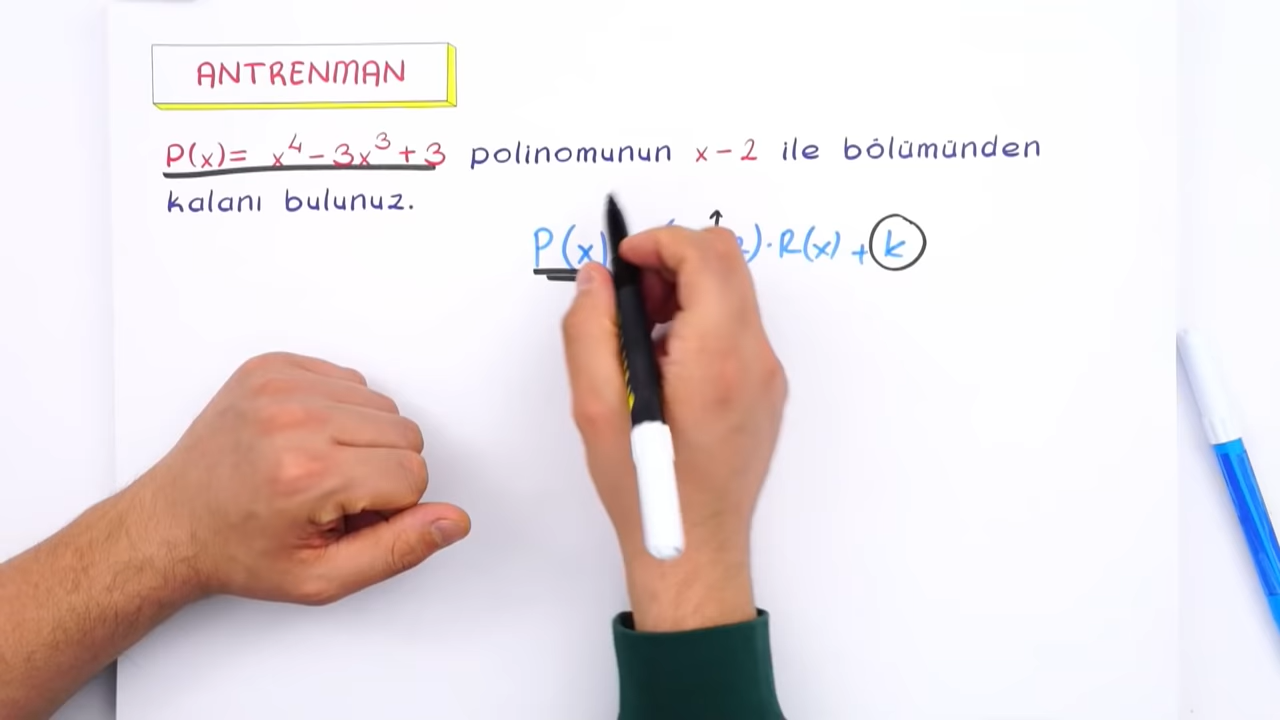 ANTRENMAN
P(x)= x⁴-3x³+3 polinomunun x-2 ile bölümünden
kalanı bulunuz.
P(x) )·R(x)+k